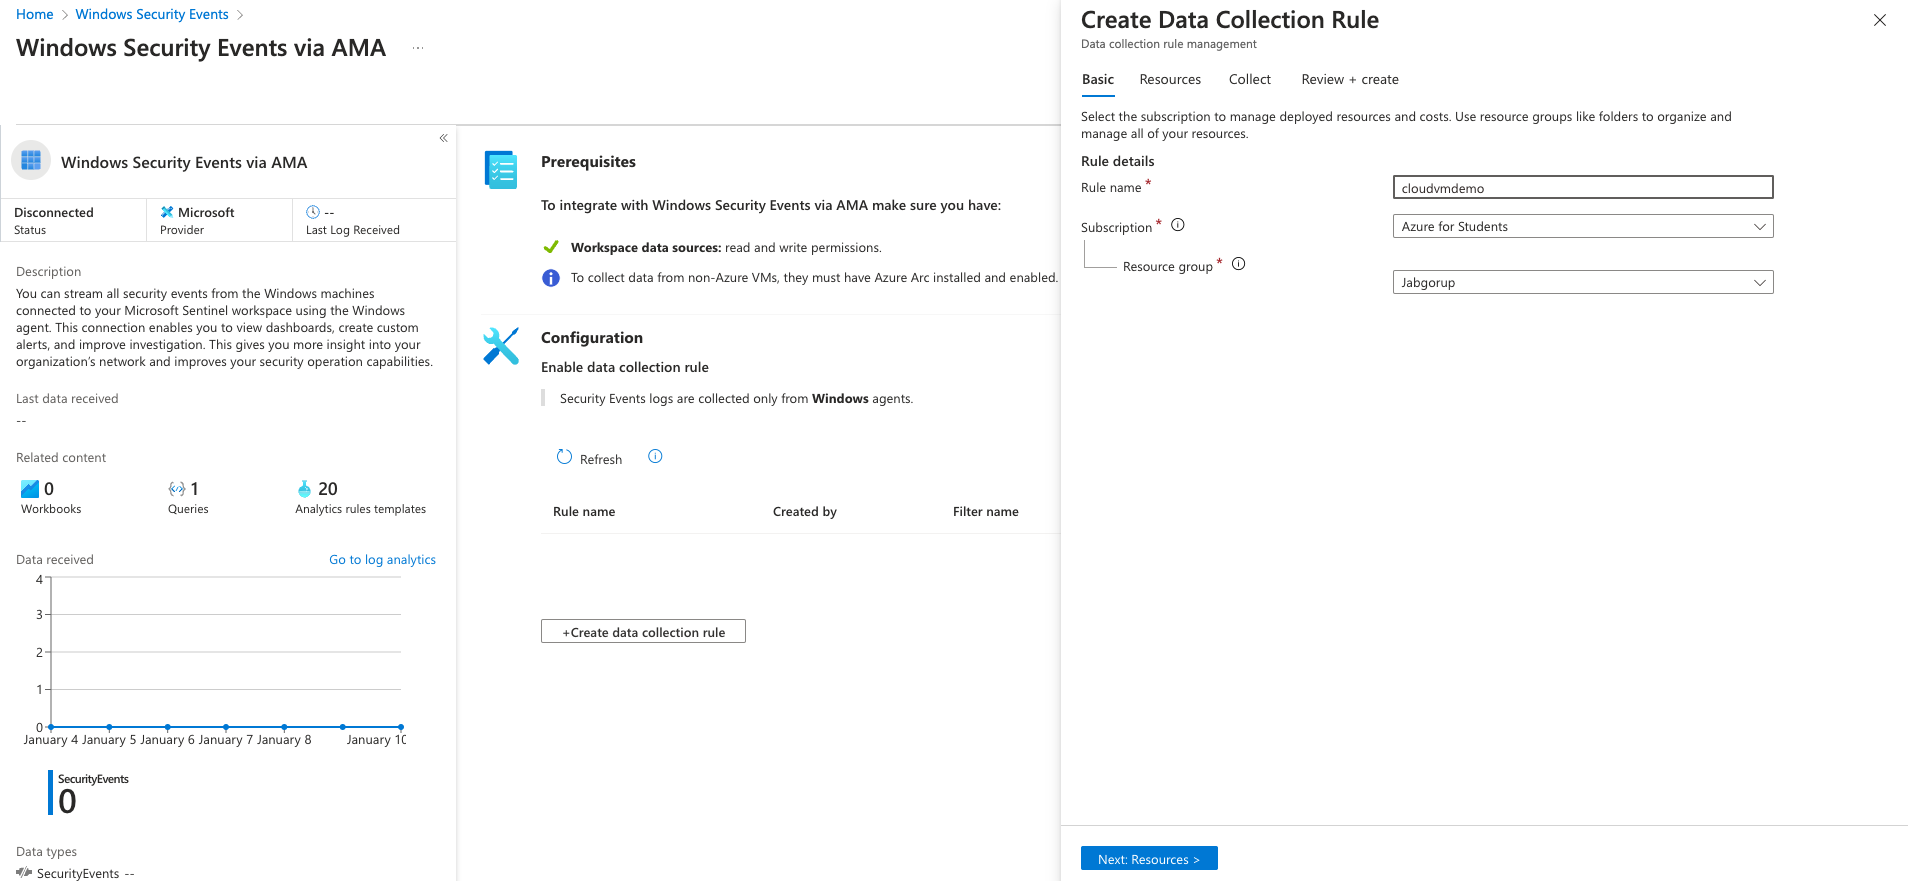 Home > Windows Security Events >
Windows Security Events via AMA ...
Windows Security Events via AMA
Disconnected
Status
Microsoft
Provider
--
Last Log Received
Description
You can stream all security events from the Windows machines
connected to your Microsoft Sentinel workspace using the Windows
agent. This connection enables you to view dashboards, create custom
alerts, and improve investigation. This gives you more insight into your
organization's network and improves your security operation capabilities.
Last data received
--
Related content
0
Workbooks
1
Queries
20
Analytics rules templates
Data received
Go to log analytics
4
3
2
1
0
January 4 January 5 January 6 January 7 January 8 January 10
SecurityEvents
0
Data types
SecurityEvents --
Prerequisites
To integrate with Windows Security Events via AMA make sure you have:
Workspace data sources: read and write permissions.
To collect data from non-Azure VMs, they must have Azure Arc installed and enabled.
Configuration
Enable data collection rule
Security Events logs are collected only from Windows agents.
Refresh
Rule name Created by Filter name
+Create data collection rule
Create Data Collection Rule
Data collection rule management
Basic Resources Collect Review + create
Select the subscription to manage deployed resources and costs. Use resource groups like folders to organize and
manage all of your resources.
Rule details
Rule name *
cloudvmdemo
Subscription *
Azure for Students
Resource group *
Jabgorup
Next: Resources >